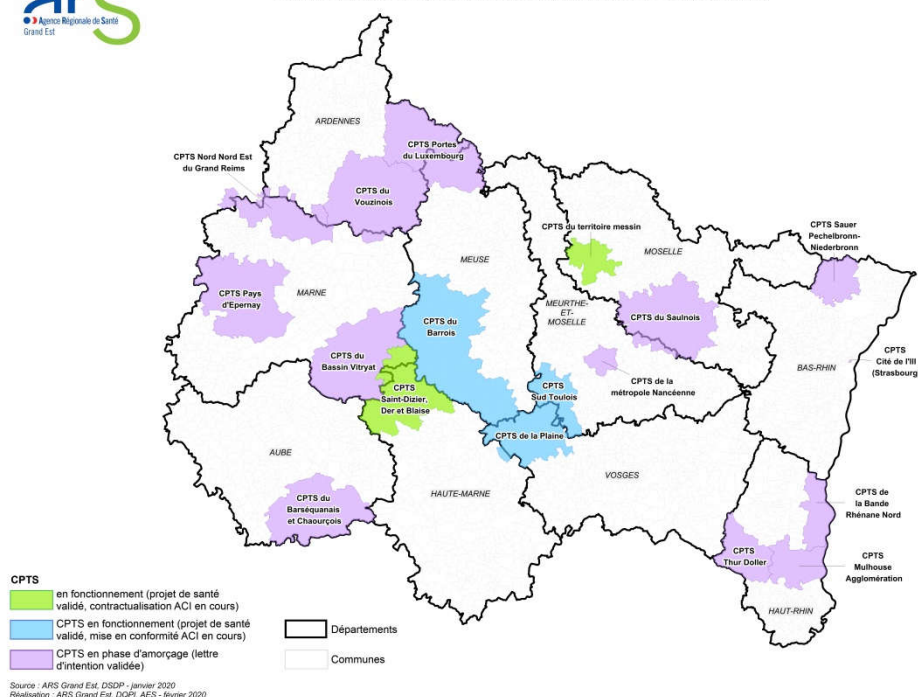 ars
Agence Régionale de Santé
Grand Est
ARDENNES
CPTS Portes
du Luxembourg
CPTS Nord Nord Est
du Grand Reims
CPTS du
Vouzinois
CPTS du territoire messin
CPTS Sauer
Pechelbronn-
Niederbronn
MOSELLE
MEUSE
CPTS Pays
d'Epernay
MARNE
MEURTHE-
ET-
MOSELLE
CPTS du Saulnois
CPTS du
Barrois
CPTS
Cité de l'Ill
(Strasbourg
BAS-RHIN
CPTS du
Bassin Vitryat
CPTS de la
métropole Nancéenne
CPTS
Sud Toulois
CPTS
Saint-Dizier,
Der et Blaise
CPTS de la Plaine
AUBE
VOSGES
HAUTE-MARNE
CPTS du
Barséquanais
et Chaourçois
CPTS de
la Bande
Rhénane Nord
CPTS
Thur Doller
CPTS
Mulhouse
Agglomération
HAUT-RHIN
CPTS
en fonctionnement (projet de santé
validé, contractualisation ACI en cours)
CPTS en fonctionnement (projet de santé
validé, mise en conformité ACI en cours)
CPTS en phase d'amorçage (lettre
d'intention validée)
Départements
Communes
Source : ARS Grand Est, DSDP - janvier 2020
Réalisation : ARS Grand Est, DQPI, AES - février 2020